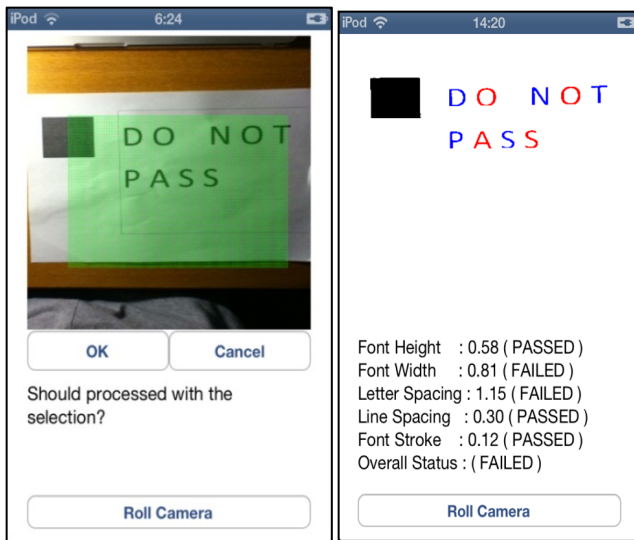 iPod 6:24
DO NOT
PASS
OK Cancel
Should processed with the
selection?
Roll Camera
iPod 14:20
DO NOT
PASS
Font Height : 0.58 ( PASSED )
Font Width : 0.81 ( FAILED )
Letter Spacing : 1.15 ( FAILED )
Line Spacing : 0.30 ( PASSED )
Font Stroke : 0.12 ( PASSED )
Overall Status : ( FAILED )
Roll Camera